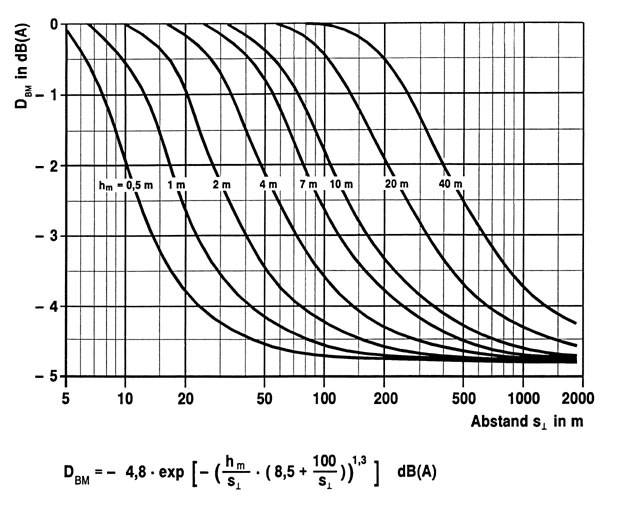 D_BM in dB(A)
0
– 1
– 2
– 3
– 4
– 5
h_m = 0,5 m 1 m 2 m 4 m 7 m 10 m 20 m 40 m
5 10 20 50 100 200 500 1000 2000
Abstand s⊥ in m
D_BM = – 4,8 · exp [ – ( h_m / s⊥ · ( 8,5 + 100 / s⊥ ) )^1,3 ] dB(A)